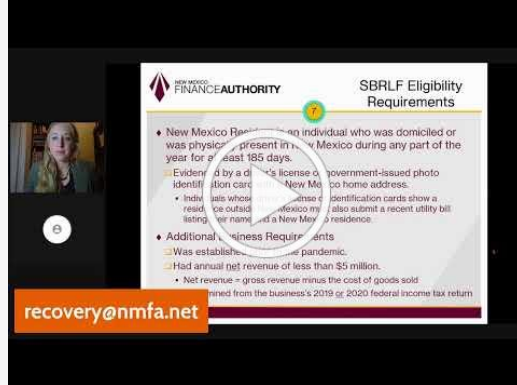 NEW MEXICO
FINANCEAUTHORITY
SBRLF Eligibility
Requirements
7
New Mexico Resident is an individual who was domiciled or
was physically present in New Mexico during any part of the
year for at least 185 days.
Evidenced by a driver's license or government-issued photo
identification card with a New Mexico home address.
Individuals whose license or identification cards show a
residence outside New Mexico must also submit a recent utility bill
listing their name and a New Mexico residence.
Additional Business Requirements
Was established the pandemic.
Had annual net revenue of less than $5 million.
Net revenue = gross revenue minus the cost of goods sold
from the business's 2019 or 2020 federal income tax return
recovery@nmfa.net